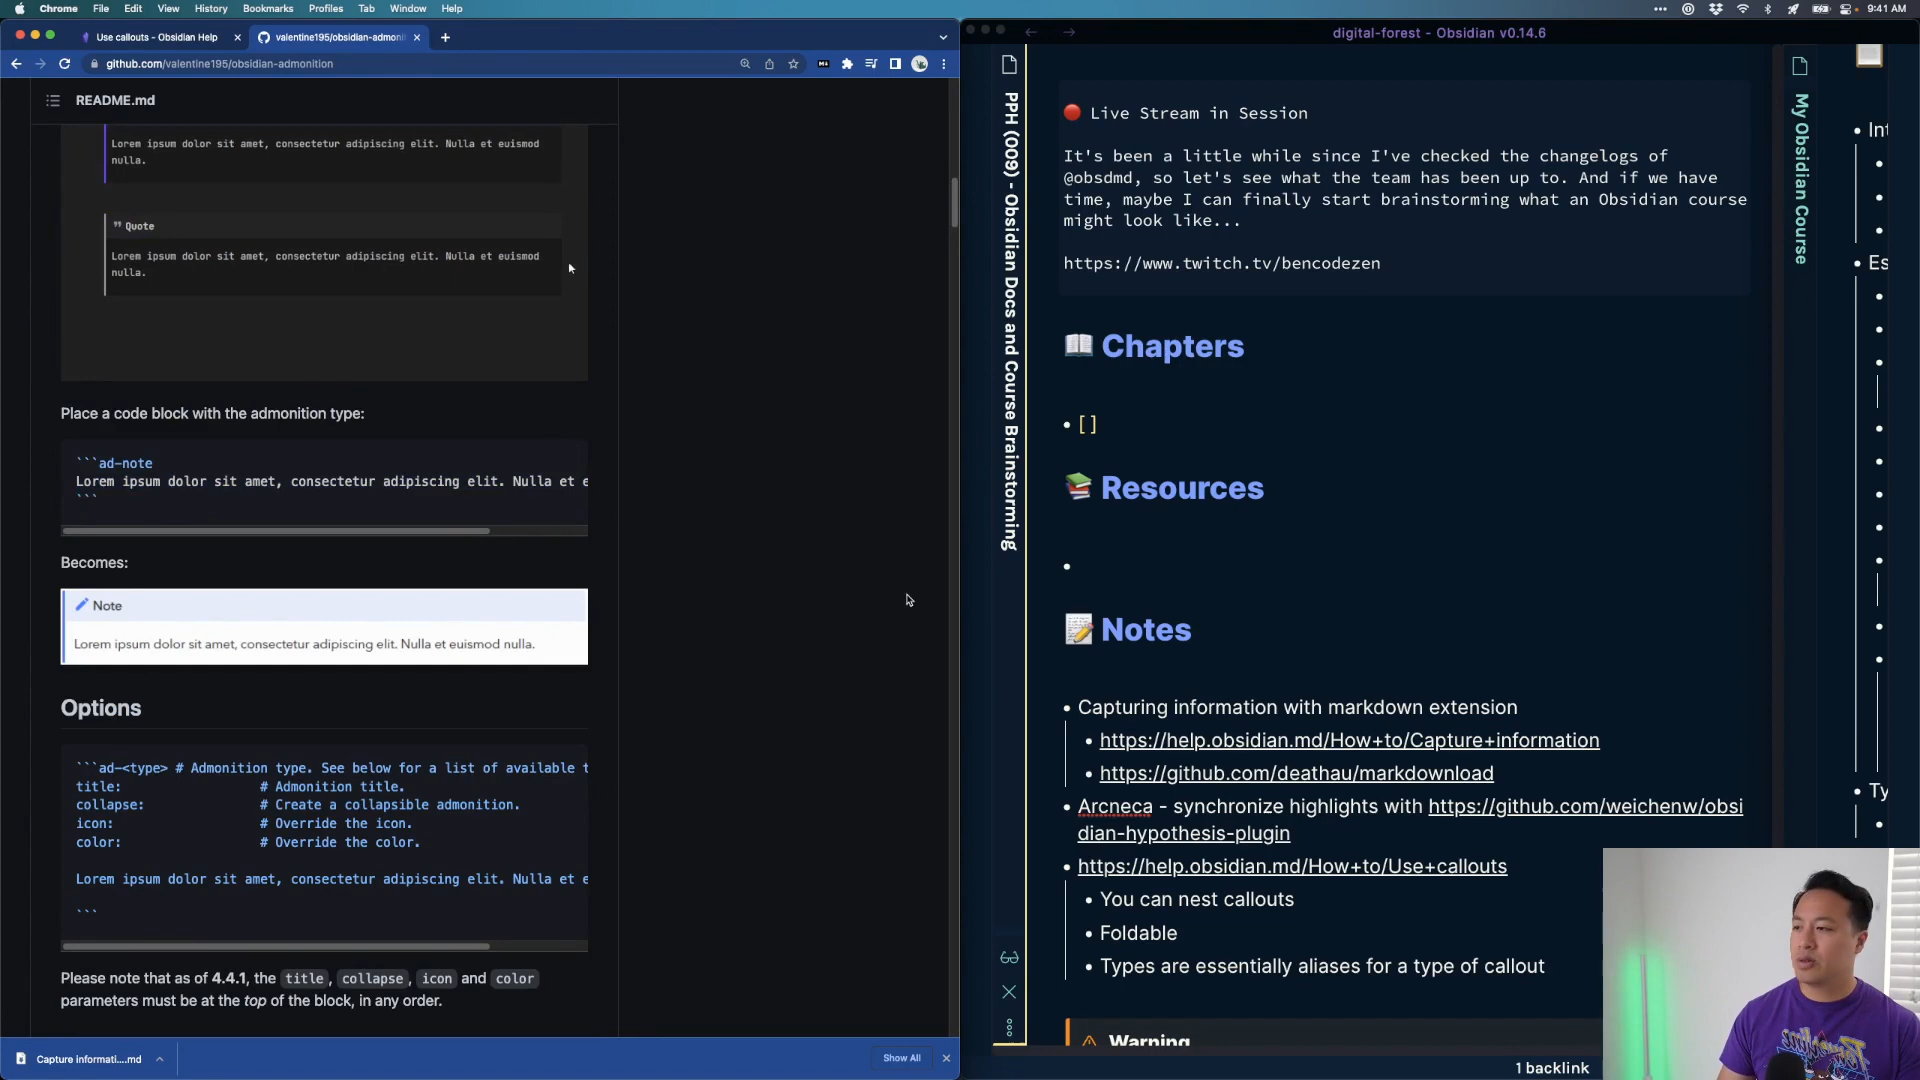 Chrome File Edit View History Bookmarks Profiles Tab Window Help
9:41 AM
Use callouts - Obsidian Help
valentine195/obsidian-admoniti
github.com/valentine195/obsidian-admonition
README.md
Lorem ipsum dolor sit amet, consectetur adipiscing elit. Nulla et euismod
nulla.
Quote
Lorem ipsum dolor sit amet, consectetur adipiscing elit. Nulla et euismod
nulla.
Place a code block with the admonition type:
```ad-note
Lorem ipsum dolor sit amet, consectetur adipiscing elit. Nulla et e
```
Becomes:
Note
Lorem ipsum dolor sit amet, consectetur adipiscing elit. Nulla et euismod nulla.
Options
```ad-<type> # Admonition type. See below for a list of available t
title: # Admonition title.
collapse: # Create a collapsible admonition.
icon: # Override the icon.
color: # Override the color.
Lorem ipsum dolor sit amet, consectetur adipiscing elit. Nulla et e
```
Please note that as of 4.4.1, the title, collapse, icon and color
parameters must be at the top of the block, in any order.
Capture informati....md
Show All
digital-forest - Obsidian v0.14.6
PPH (009) - Obsidian Docs and Course Brainstorming
🔴 Live Stream in Session
It's been a little while since I've checked the changelogs of
@obsdmd, so let's see what the team has been up to. And if we have
time, maybe I can finally start brainstorming what an Obsidian course
might look like...
https://www.twitch.tv/bencodezen
📖 Chapters
• []
📚 Resources
•
📝 Notes
• Capturing information with markdown extension
• https://help.obsidian.md/How+to/Capture+information
• https://github.com/deathau/markdownload
• Arcneca - synchronize highlights with https://github.com/weichenw/obsi
dian-hypothesis-plugin
• https://help.obsidian.md/How+to/Use+callouts
• You can nest callouts
• Foldable
• Types are essentially aliases for a type of callout
Warning
1 backlink
My Obsidian Course
• Int
• Es
• Ty